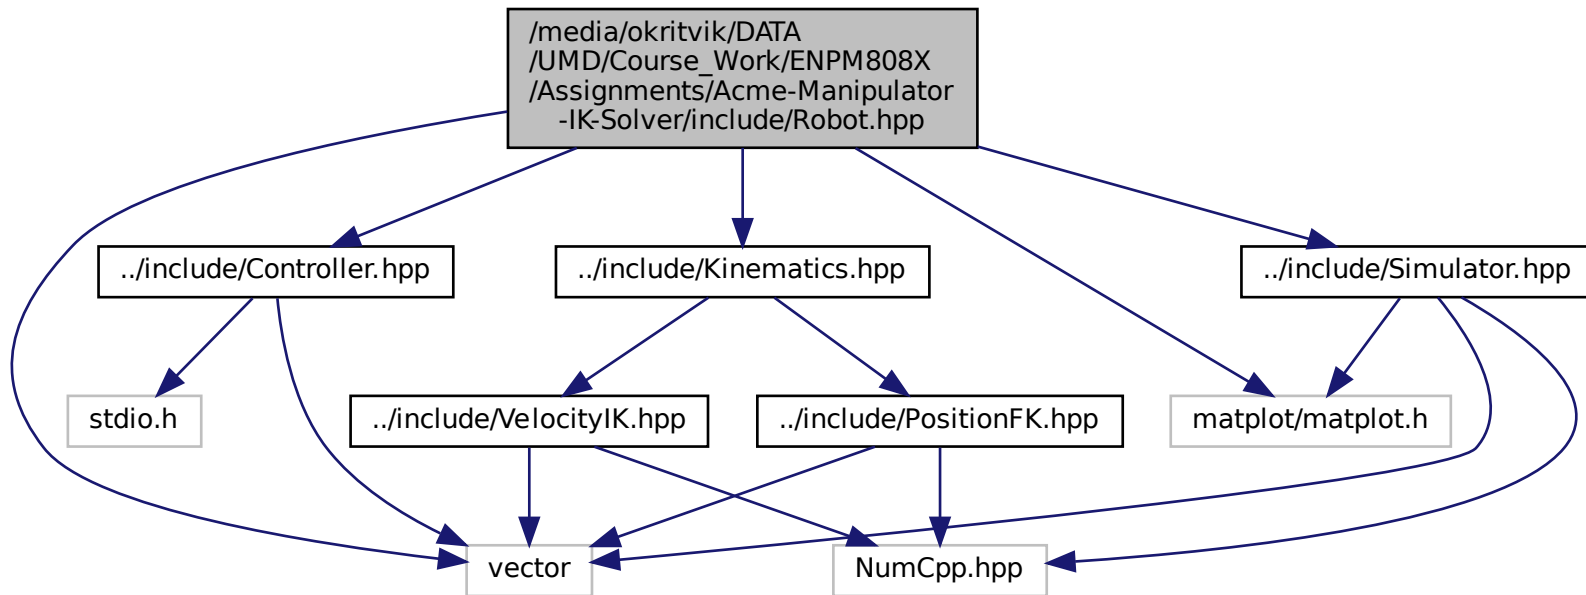 /media/okritvik/DATA
/UMD/Course_Work/ENPM808X
/Assignments/Acme-Manipulator
-IK-Solver/include/Robot.hpp
../include/Controller.hpp
../include/Kinematics.hpp
../include/Simulator.hpp
stdio.h
../include/VelocityIK.hpp
../include/PositionFK.hpp
matplot/matplot.h
vector
NumCpp.hpp